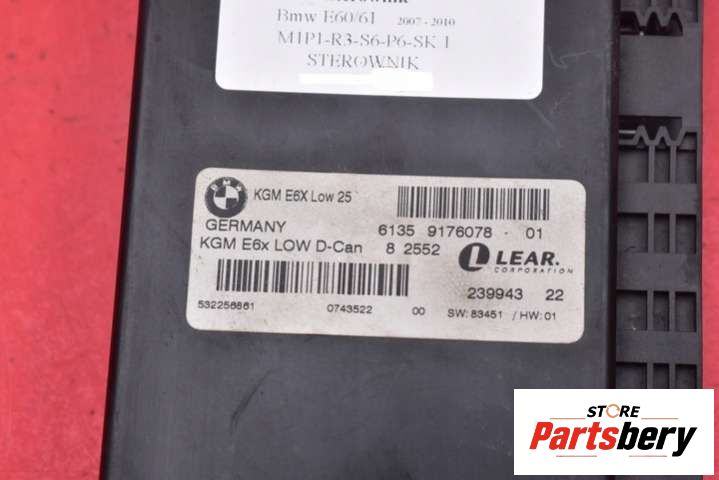 Bmw E60/61 2007 - 2010
M1P1-R3-S6-P6-SK 1
STEROWNIK
BMW
KGM E6X Low 25
GERMANY
6135 9176078 - 01
KGM E6x LOW D-Can 8 2552
LEAR.
CORPORATION
239943 22
532256861 0743522 00 SW: 83451 / HW: 01
STORE
Partsbery